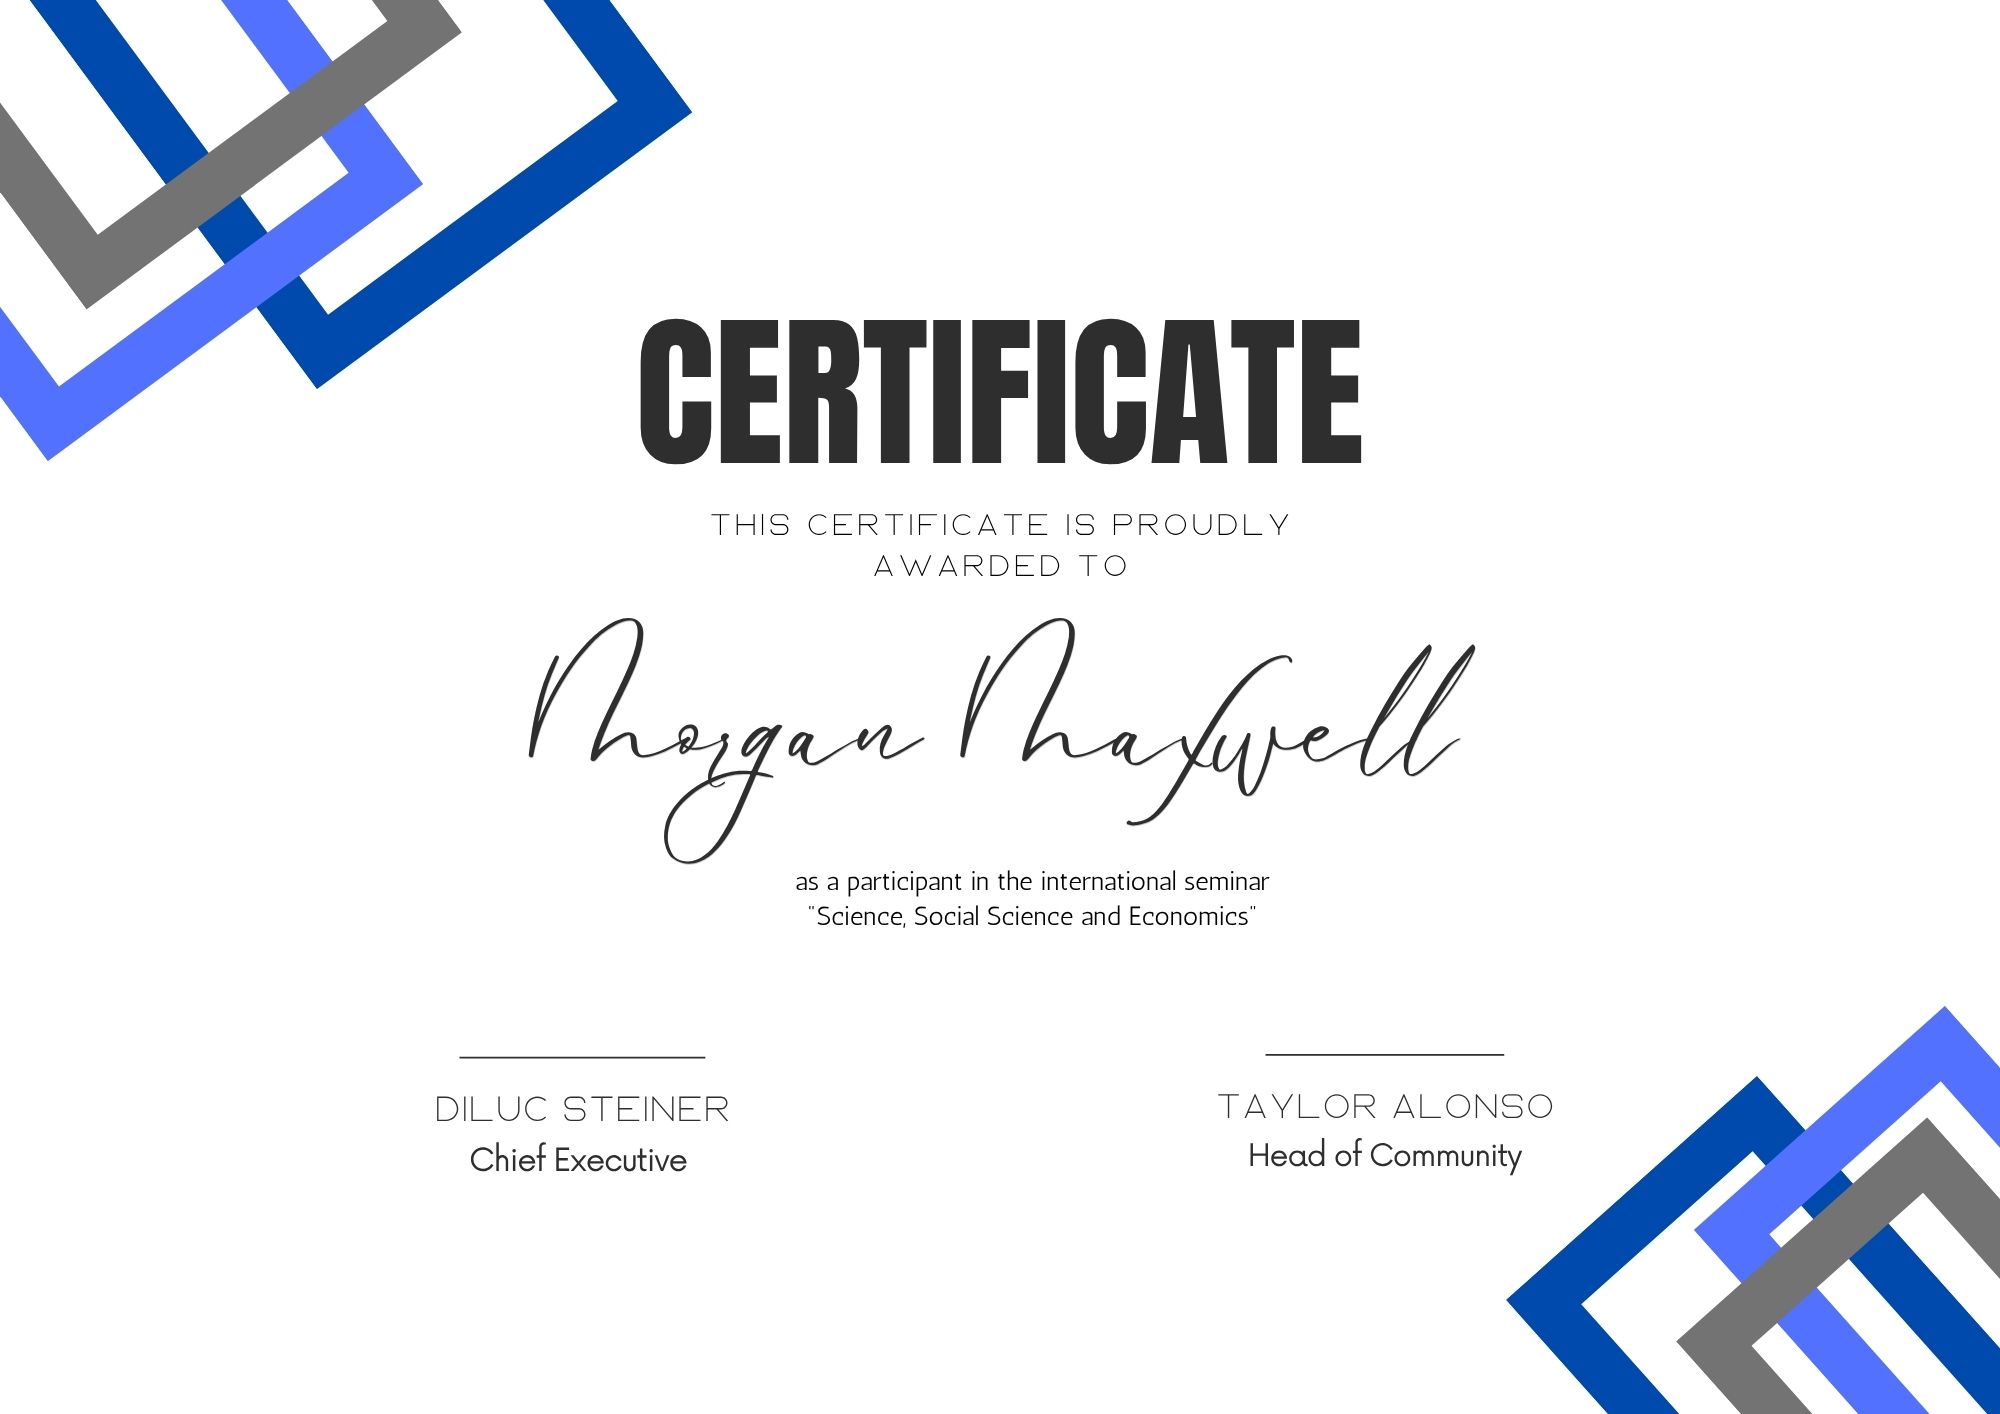 CERTIFICATE
THIS CERTIFICATE IS PROUDLY
AWARDED TO
Morgan Maxwell
as a participant in the international seminar
"Science, Social Science and Economics"
DILUC STEINER
Chief Executive
TAYLOR ALONSO
Head of Community